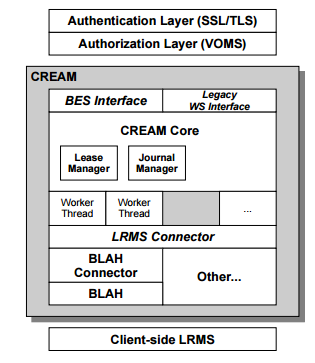 Authentication Layer (SSL/TLS)
Authorization Layer (VOMS)
CREAM
BES Interface
Legacy
WS Interface
CREAM Core
Lease
Manager
Journal
Manager
Worker
Thread
Worker
Thread
...
LRMS Connector
BLAH
Connector
BLAH
Other...
Client-side LRMS